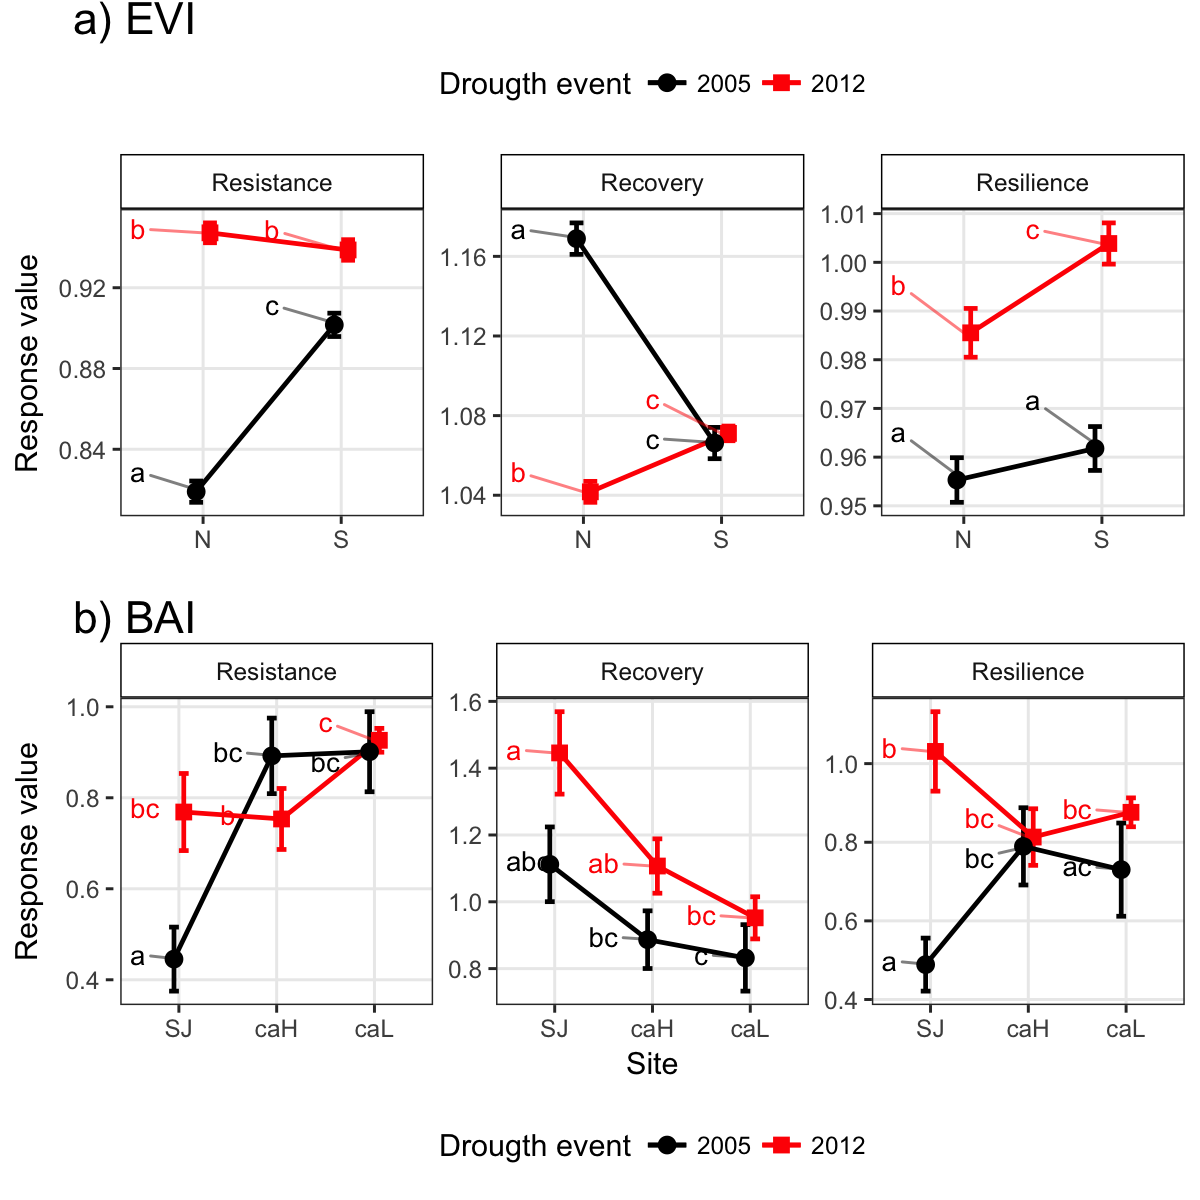 a) EVI
Drougth event 2005 2012
Resistance Recovery Resilience
Response value
0.92
0.88
0.84
b
b
c
a
N S
1.16
1.12
1.08
1.04
a
c
c
b
N S
1.01
1.00
0.99
0.98
0.97
0.96
0.95
c
b
a
a
N S
b) BAI
Resistance Recovery Resilience
Response value
1.0
0.8
0.6
0.4
c
bc
bc
bc
b
a
SJ caH caL
1.6
1.4
1.2
1.0
0.8
a
abc
ab
bc
bc
c
SJ caH caL
1.0
0.8
0.6
0.4
b
bc
bc
bc
ac
a
SJ caH caL
Site
Drougth event 2005 2012